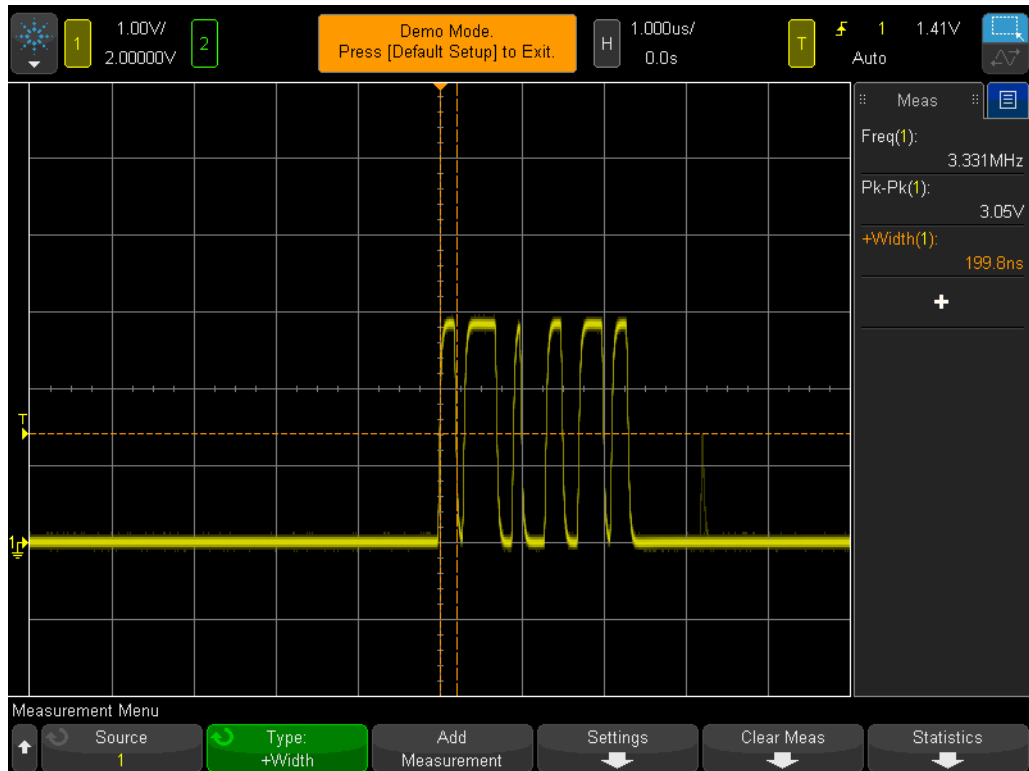 1
1.00V/
2.00000V
2
Demo Mode.
Press [Default Setup] to Exit.
H
1.000us/
0.0s
T
1
1.41V
Auto
Meas
Freq(1):
3.331MHz
Pk-Pk(1):
3.05V
+Width(1):
199.8ns
+
T
1
Measurement Menu
Source
1
Type:
+Width
Add
Measurement
Settings
Clear Meas
Statistics